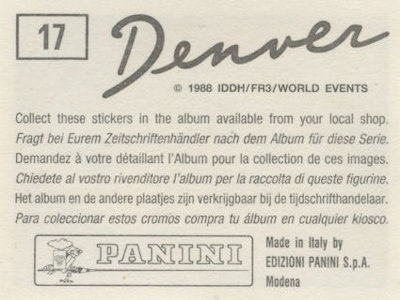 17
Denver
© 1988 IDDH/FR3/WORLD EVENTS
Collect these stickers in the album available from your local shop.
Fragt bei Eurem Zeitschriftenhändler nach dem Album für diese Serie.
Demandez à votre détaillant l'Album pour la collection de ces images.
Chiedete al vostro rivenditore l'album per la raccolta di queste figurine.
Het album en de andere plaatjes zijn verkrijgbaar bij de tijdschrifthandelaar.
Para coleccionar estos cromos compra tu álbum en cualquier kiosco.
PANINI
Made in Italy by
EDIZIONI PANINI S.p.A.
Modena